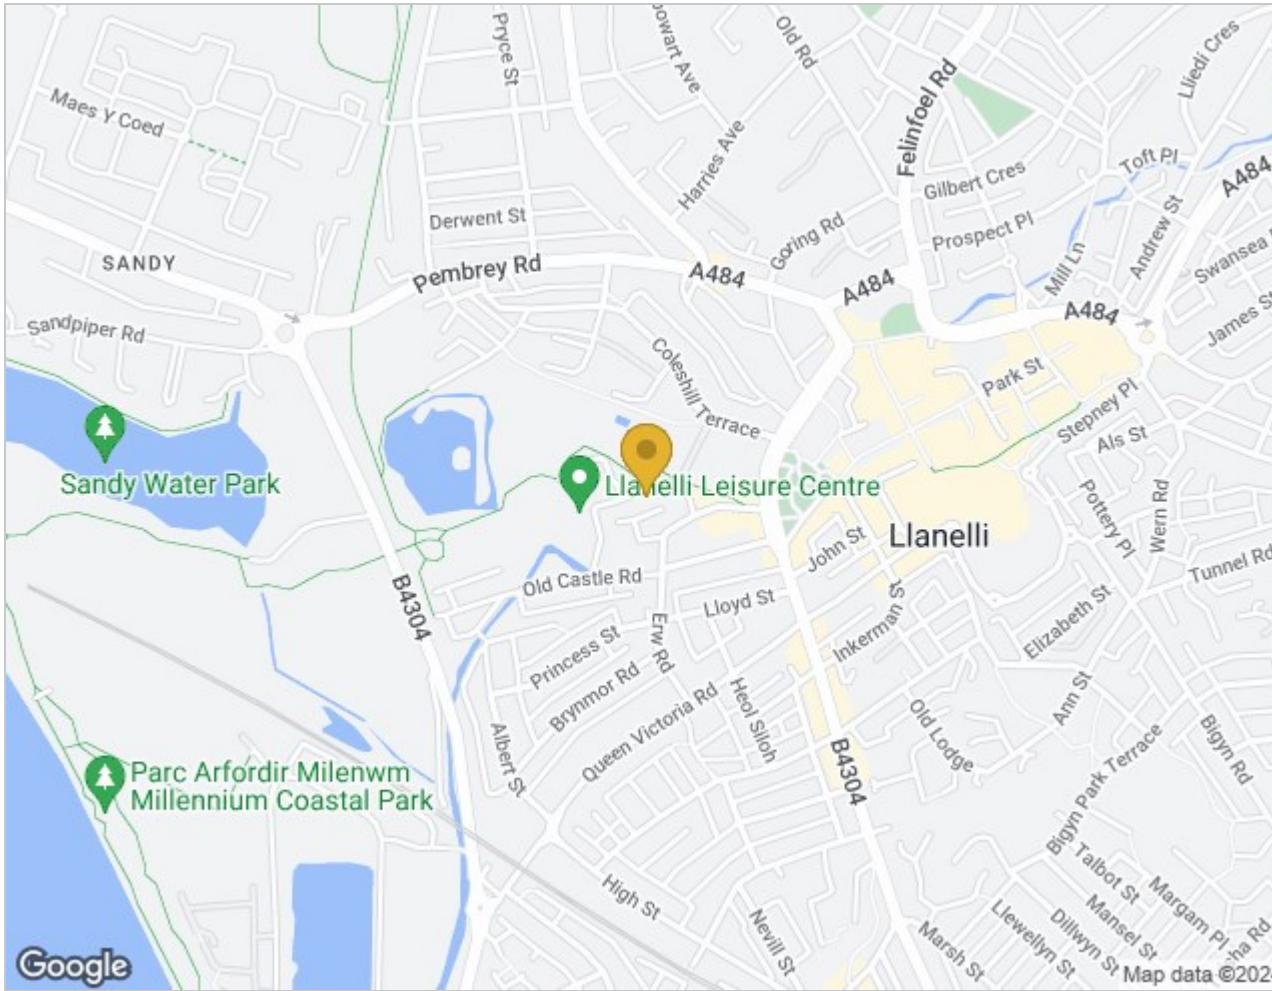 Pryce St
Old Rd
Felinfoel Rd
Lliedi Cres
Maes Y Coed
Harries Ave
Gilbert Cres
Toft Pl
A484
Derwent St
Goring Rd
Prospect Pl
Mill Ln
Andrew St
Swansea
SANDY
Pembrey Rd
A484
A484
A484
James St
Sandpiper Rd
Coleshill Terrace
Park St
Stepney Pl
Als St
Sandy Water Park
Llanelli Leisure Centre
Pottery Pl
Wern Rd
Llanelli
John St
Tunnel Rd
Old Castle Rd
B4304
Lloyd St
Inkerman S
Elizabeth St
Erw Rd
Princess St
Brynmor Rd
Queen Victoria Rd
Heol Siloh
Ann St
Old Lodge
Bigyn Rd
Albert St
B4304
Bigyn Park Terrace
Parc Arfordir Milenwm
Millennium Coastal Park
Talbot St
Margam Pl
High St
Nevill St
Llewellyn St
Dillwyn St
Mansel St
Marsh St
Google
Map data ©2024